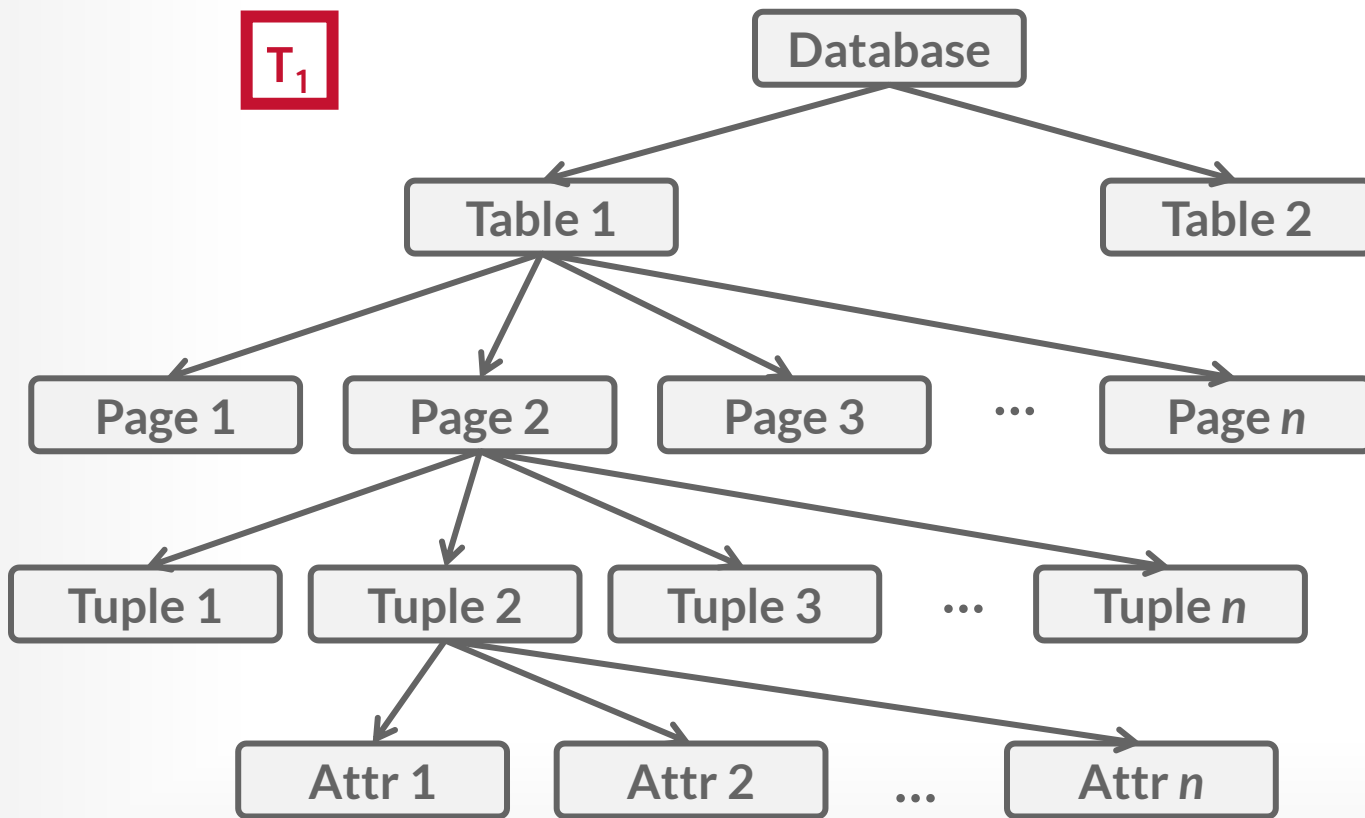 T₁
Database
Table 1
Table 2
Page 1
Page 2
Page 3
...
Page n
Tuple 1
Tuple 2
Tuple 3
...
Tuple n
Attr 1
Attr 2
...
Attr n